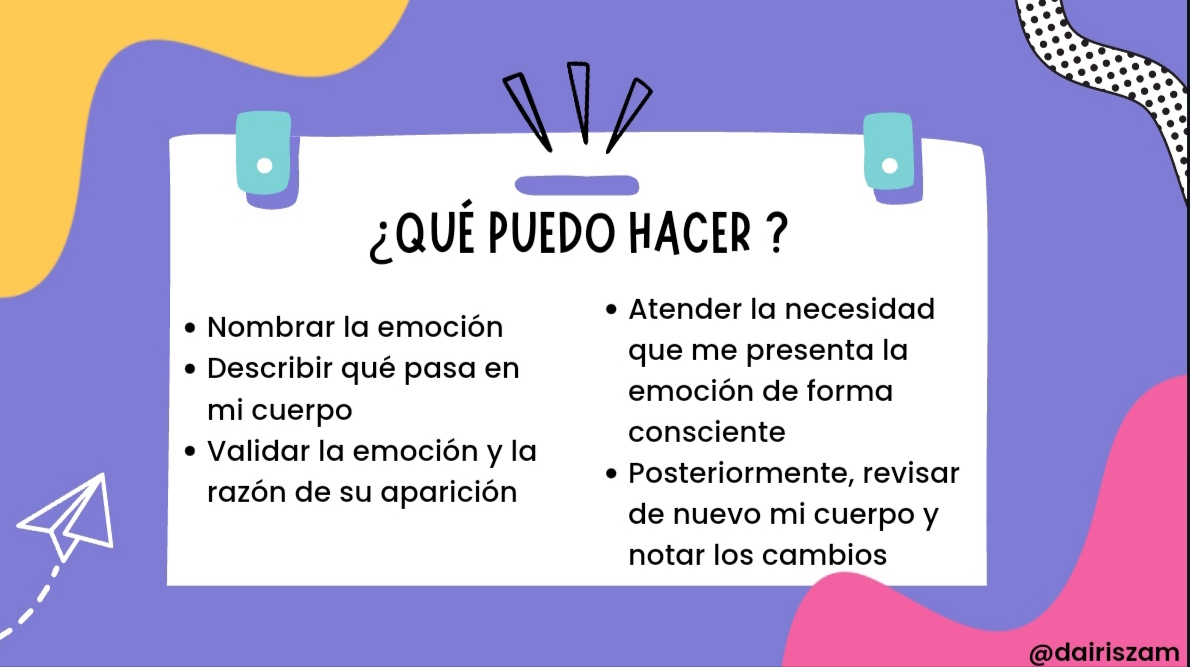 ¿QUÉ PUEDO HACER ?
• Nombrar la emoción
• Describir qué pasa en
mi cuerpo
• Validar la emoción y la
razón de su aparición
• Atender la necesidad
que me presenta la
emoción de forma
consciente
• Posteriormente, revisar
de nuevo mi cuerpo y
notar los cambios
@dairiszam